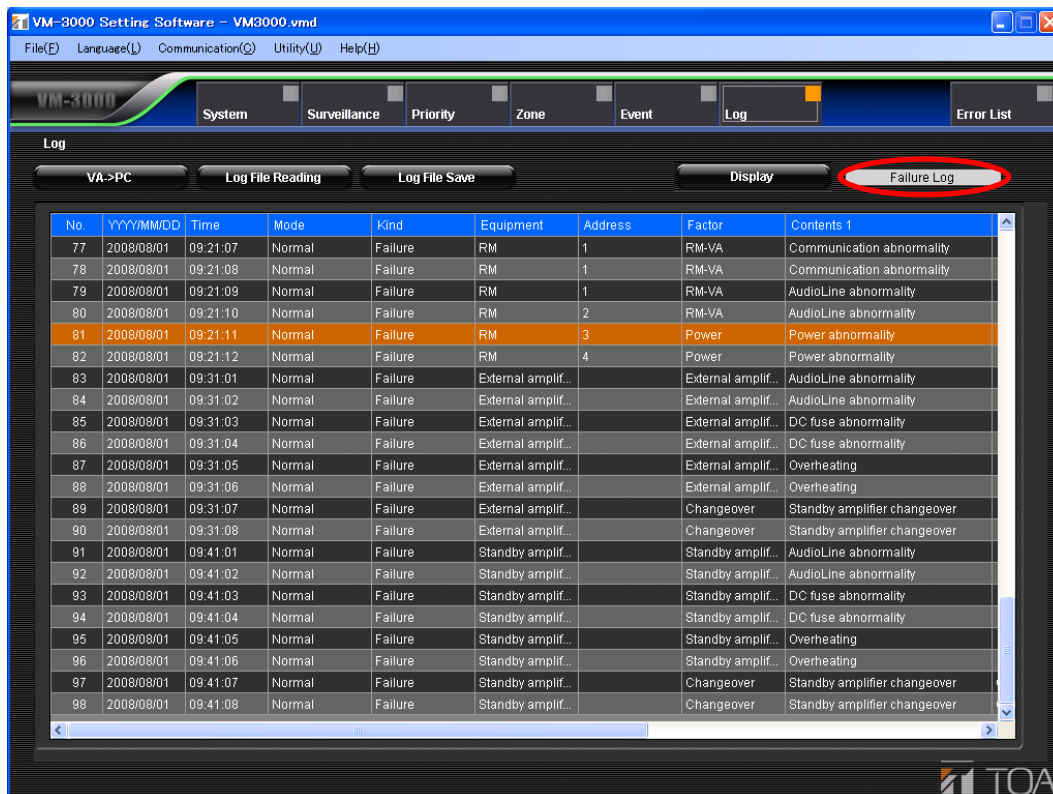 VM-3000 Setting Software - VM3000.vmd
File(F) Language(L) Communication(C) Utility(U) Help(H)
VM-3000
System Surveillance Priority Zone Event Log Error List
Log
VA->PC Log File Reading Log File Save Display Failure Log
No. YYYY/MM/DD Time Mode Kind Equipment Address Factor Contents 1
77 2008/08/01 09:21:07 Normal Failure RM 1 RM-VA Communication abnormality
78 2008/08/01 09:21:08 Normal Failure RM 1 RM-VA Communication abnormality
79 2008/08/01 09:21:09 Normal Failure RM 1 RM-VA AudioLine abnormality
80 2008/08/01 09:21:10 Normal Failure RM 2 RM-VA AudioLine abnormality
81 2008/08/01 09:21:11 Normal Failure RM 3 Power Power abnormality
82 2008/08/01 09:21:12 Normal Failure RM 4 Power Power abnormality
83 2008/08/01 09:31:01 Normal Failure External amplif... External amplif... AudioLine abnormality
84 2008/08/01 09:31:02 Normal Failure External amplif... External amplif... AudioLine abnormality
85 2008/08/01 09:31:03 Normal Failure External amplif... External amplif... DC fuse abnormality
86 2008/08/01 09:31:04 Normal Failure External amplif... External amplif... DC fuse abnormality
87 2008/08/01 09:31:05 Normal Failure External amplif... External amplif... Overheating
88 2008/08/01 09:31:06 Normal Failure External amplif... External amplif... Overheating
89 2008/08/01 09:31:07 Normal Failure External amplif... Changeover Standby amplifier changeover
90 2008/08/01 09:31:08 Normal Failure External amplif... Changeover Standby amplifier changeover
91 2008/08/01 09:41:01 Normal Failure Standby amplif... Standby amplif... AudioLine abnormality
92 2008/08/01 09:41:02 Normal Failure Standby amplif... Standby amplif... AudioLine abnormality
93 2008/08/01 09:41:03 Normal Failure Standby amplif... Standby amplif... DC fuse abnormality
94 2008/08/01 09:41:04 Normal Failure Standby amplif... Standby amplif... DC fuse abnormality
95 2008/08/01 09:41:05 Normal Failure Standby amplif... Standby amplif... Overheating
96 2008/08/01 09:41:06 Normal Failure Standby amplif... Standby amplif... Overheating
97 2008/08/01 09:41:07 Normal Failure Standby amplif... Changeover Standby amplifier changeover
98 2008/08/01 09:41:08 Normal Failure Standby amplif... Changeover Standby amplifier changeover
TOA